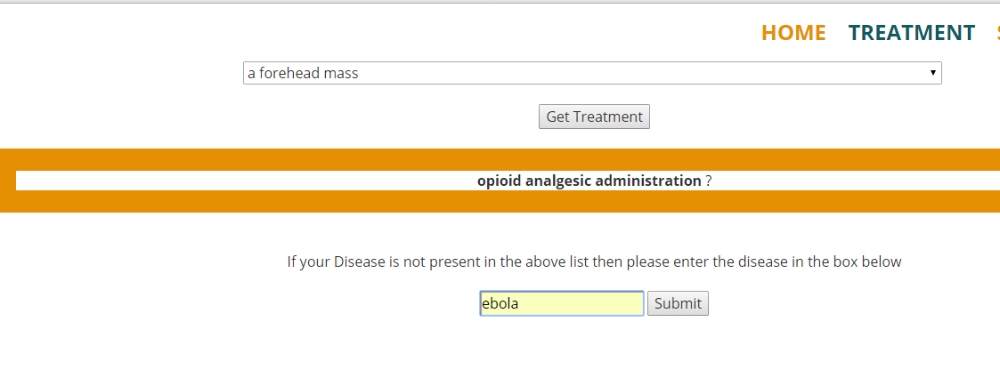 HOME TREATMENT
a forehead mass
Get Treatment
opioid analgesic administration ?
If your Disease is not present in the above list then please enter the disease in the box below
ebola Submit